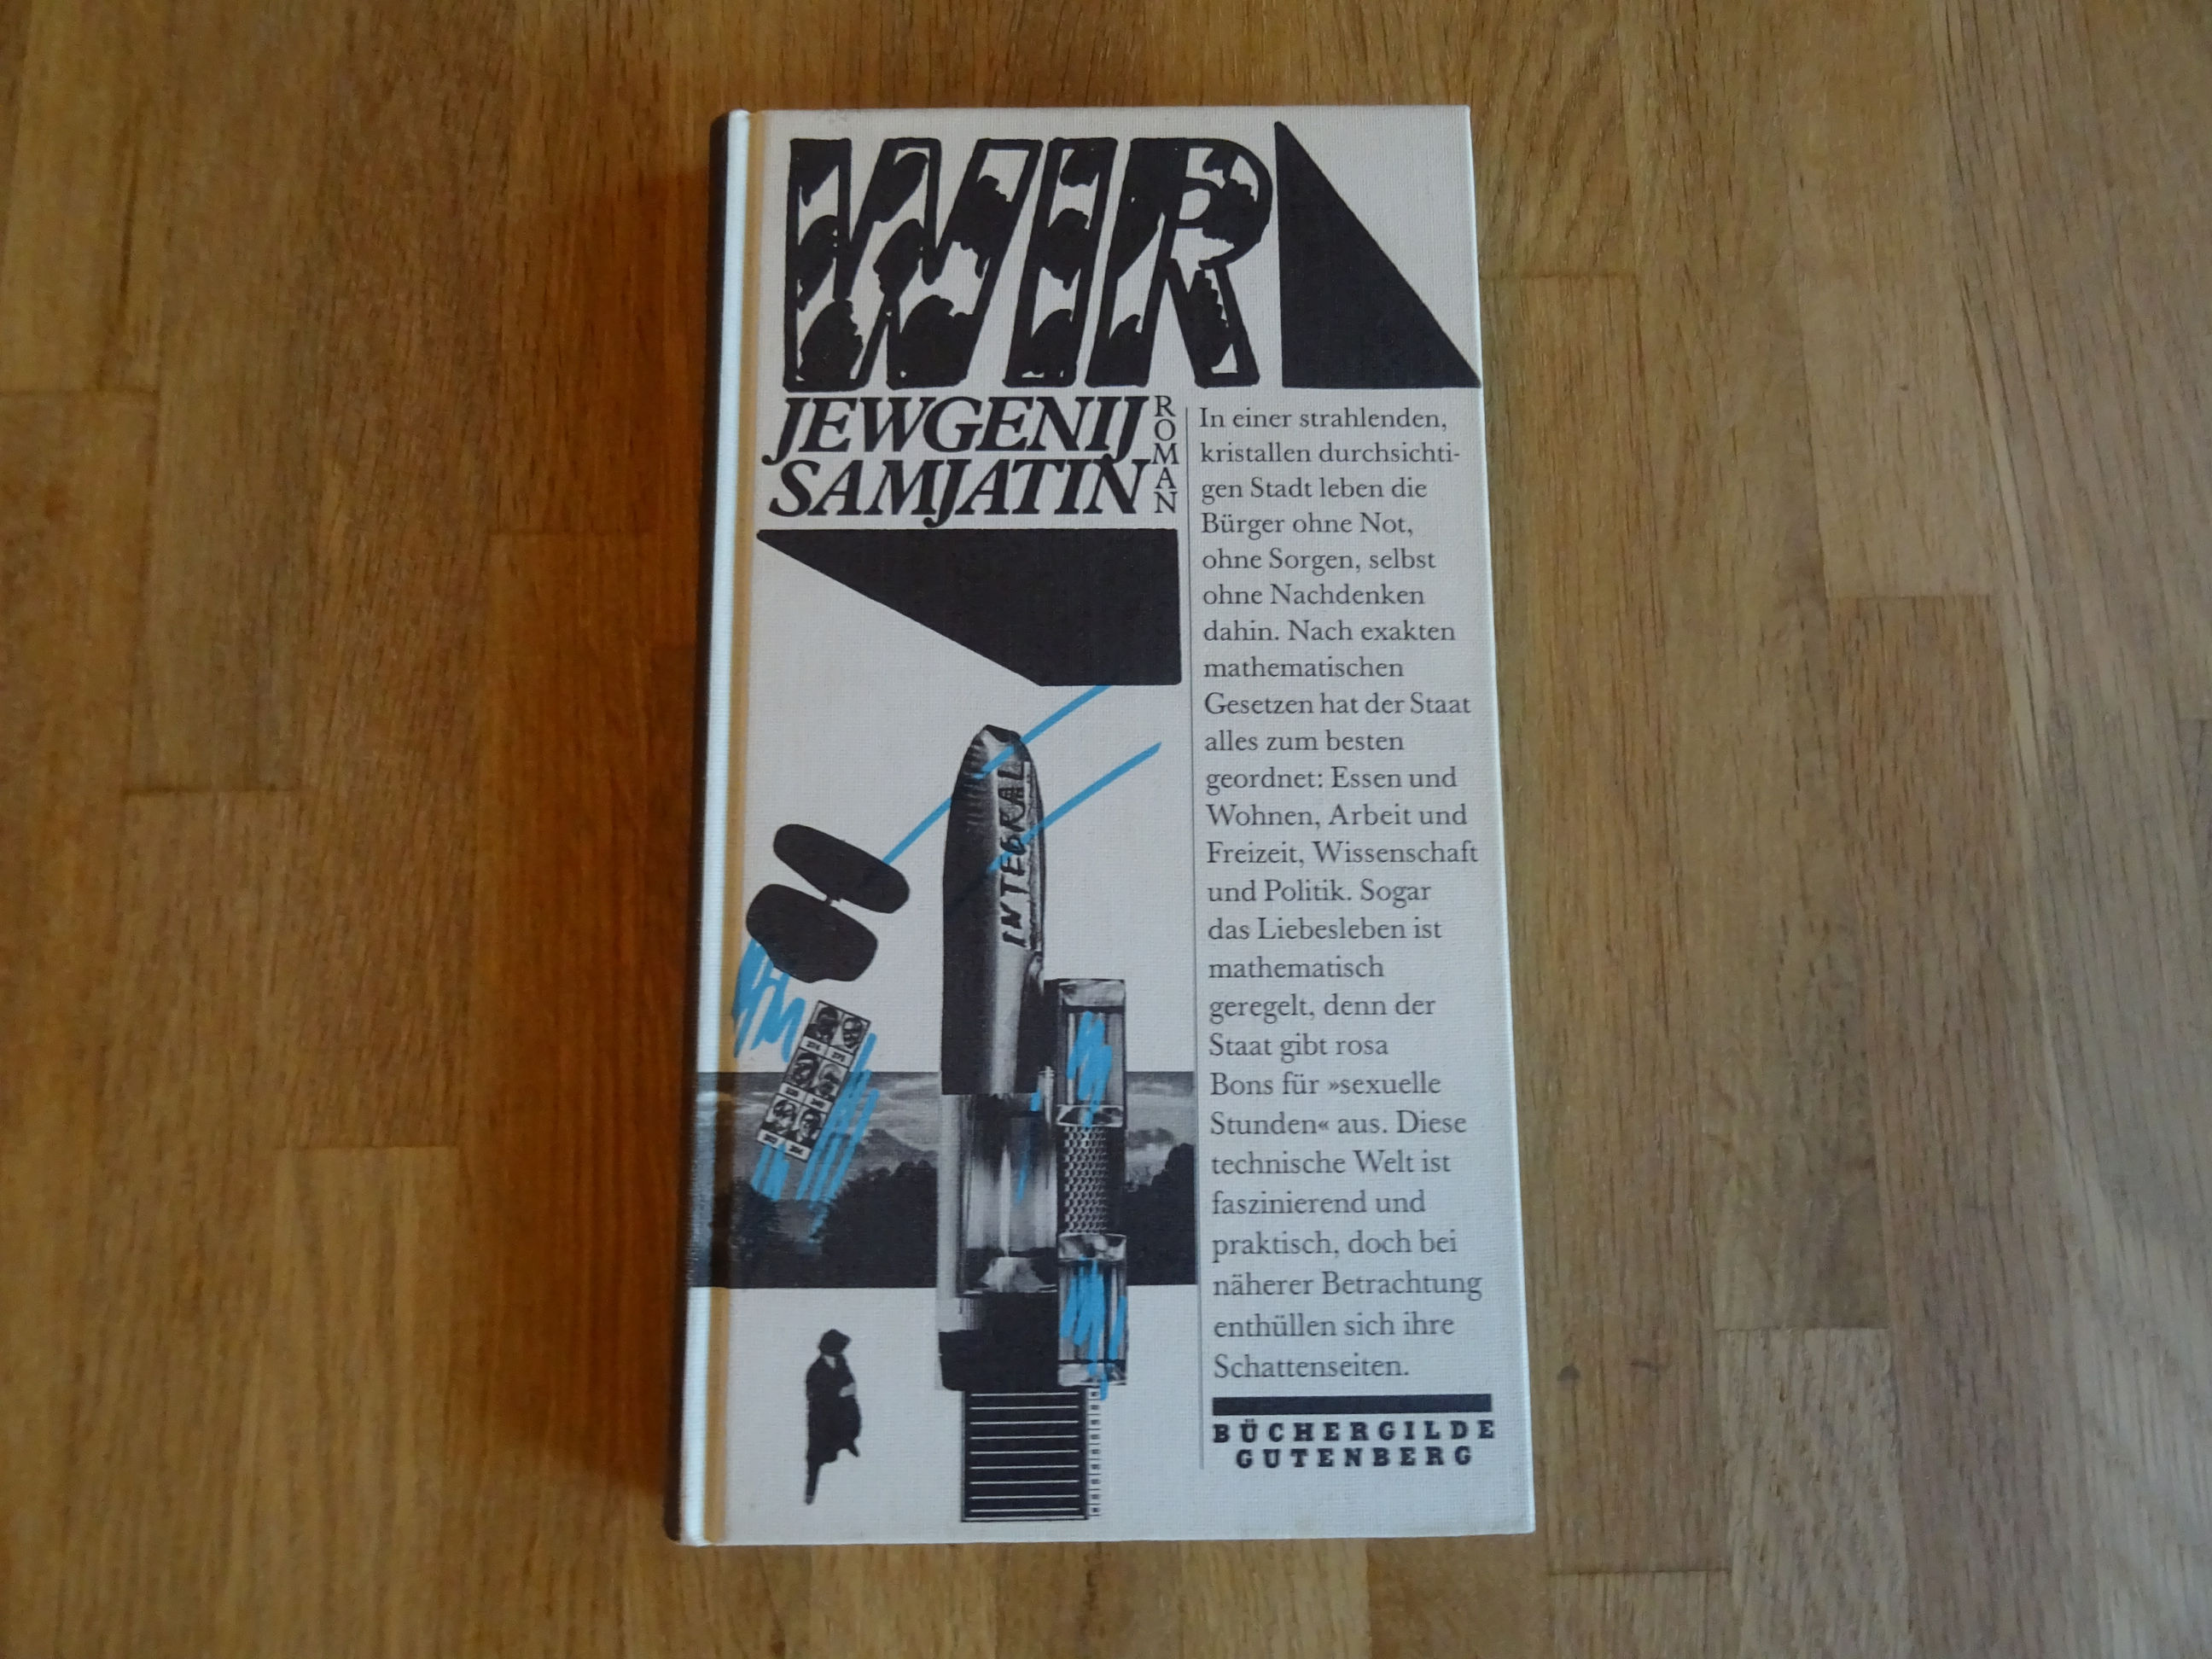 WIR
JEWGENIJ
SAMJATIN
ROMAN
In einer strahlenden,
kristallen durchsichti-
gen Stadt leben die
Bürger ohne Not,
ohne Sorgen, selbst
ohne Nachdenken
dahin. Nach exakten
mathematischen
Gesetzen hat der Staat
alles zum besten
geordnet: Essen und
Wohnen, Arbeit und
Freizeit, Wissenschaft
und Politik. Sogar
das Liebesleben ist
mathematisch
geregelt, denn der
Staat gibt rosa
Bons für »sexuelle
Stunden« aus. Diese
technische Welt ist
faszinierend und
praktisch, doch bei
näherer Betrachtung
enthüllen sich ihre
Schattenseiten.
BÜCHERGILDE
GUTENBERG
INTEGRAL